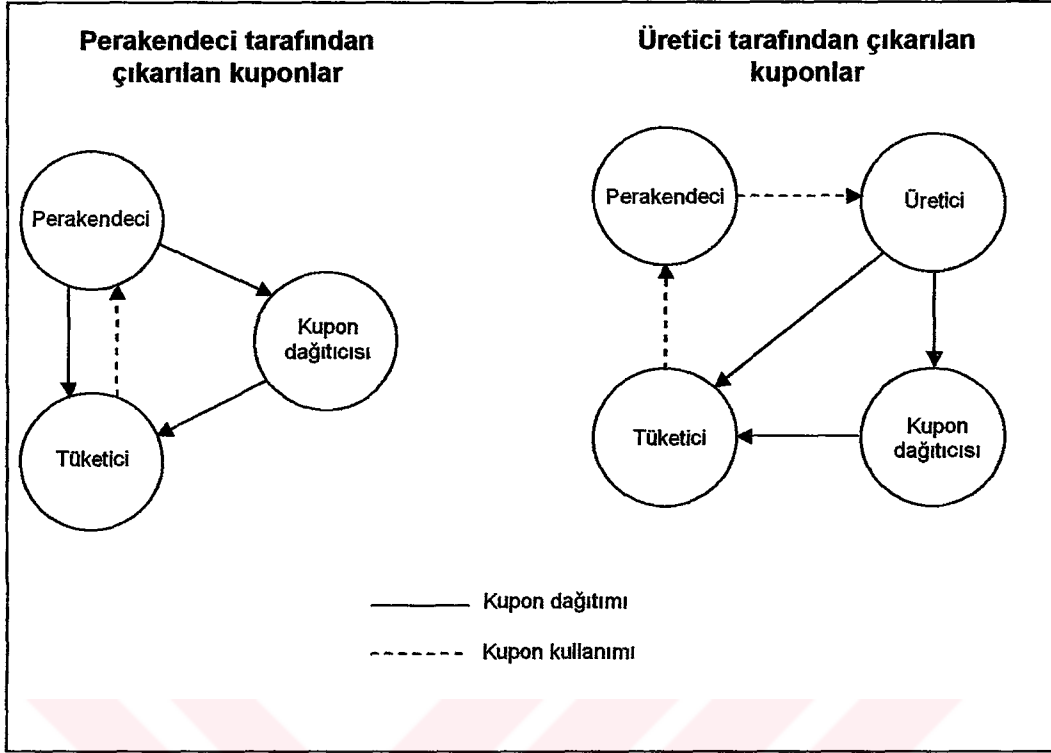 Perakendeci tarafından
çıkarılan kuponlar
Perakendeci
Kupon
dağıtıcısı
Tüketici
Üretici tarafından çıkarılan
kuponlar
Perakendeci
Üretici
Tüketici
Kupon
dağıtıcısı
Kupon dağıtımı
Kupon kullanımı